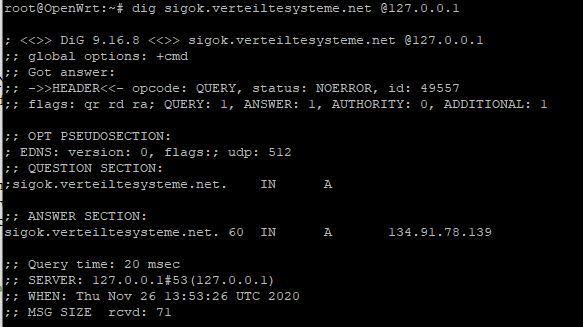 root@OpenWrt:~# dig sigok.verteiltesysteme.net @127.0.0.1
; <<>> DiG 9.16.8 <<>> sigok.verteiltesysteme.net @127.0.0.1
;; global options: +cmd
;; Got answer:
;; ->>HEADER<<- opcode: QUERY, status: NOERROR, id: 49557
;; flags: qr rd ra; QUERY: 1, ANSWER: 1, AUTHORITY: 0, ADDITIONAL: 1
;; OPT PSEUDOSECTION:
; EDNS: version: 0, flags:; udp: 512
;; QUESTION SECTION:
;sigok.verteiltesysteme.net. IN A
;; ANSWER SECTION:
sigok.verteiltesysteme.net. 60 IN A 134.91.78.139
;; Query time: 20 msec
;; SERVER: 127.0.0.1#53(127.0.0.1)
;; WHEN: Thu Nov 26 13:53:26 UTC 2020
;; MSG SIZE rcvd: 71